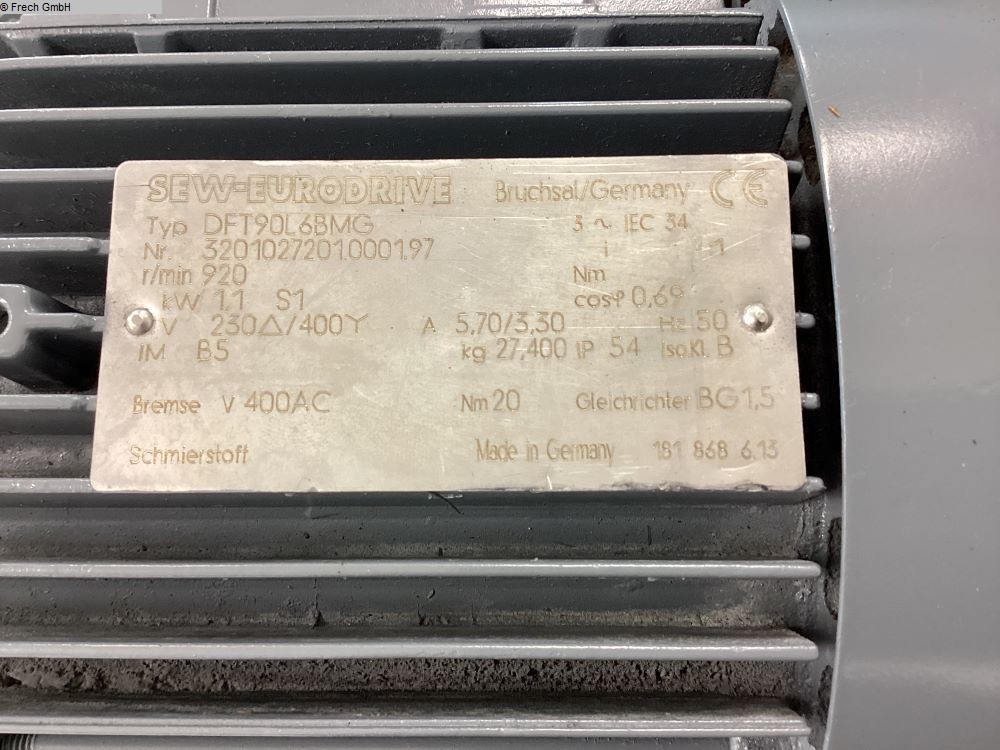 © Frech GmbH
SEW-EURODRIVE Bruchsal/Germany CE
Typ DFT90L6BMG 3 ~ IEC 34
Nr. 3201027201.0001.97 i 1
r/min 920 Nm
kW 1,1 S1 cosφ 0,69
V 230△/400Y A 5,70/3,30 Hz 50
IM B5 kg 27,400 IP 54 Iso.Kl. B
Bremse V 400AC Nm 20 Gleichrichter BG1,5
Schmierstoff Made in Germany 181 868 6.13